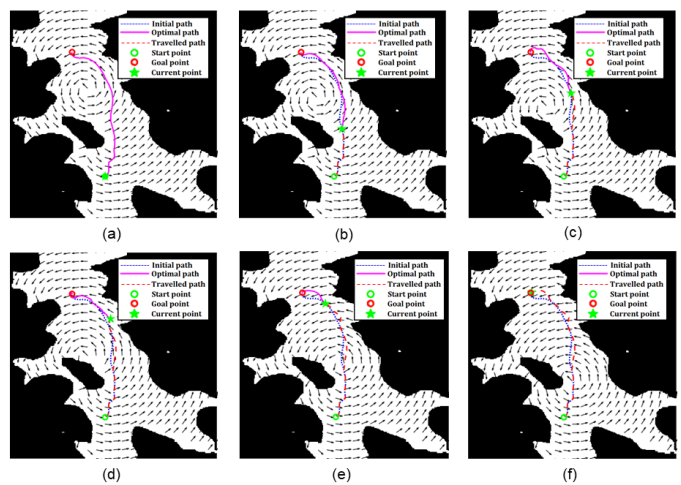 Initial path
Optimal path
Travelled path
Start point
Goal point
Current point
(a)
Initial path
Optimal path
Travelled path
Start point
Goal point
Current point
(b)
Initial path
Optimal path
Travelled path
Start point
Goal point
Current point
(c)
Initial path
Optimal path
Travelled path
Start point
Goal point
Current point
(d)
Initial path
Optimal path
Travelled path
Start point
Goal point
Current point
(e)
Initial path
Optimal path
Travelled path
Start point
Goal point
Current point
(f)